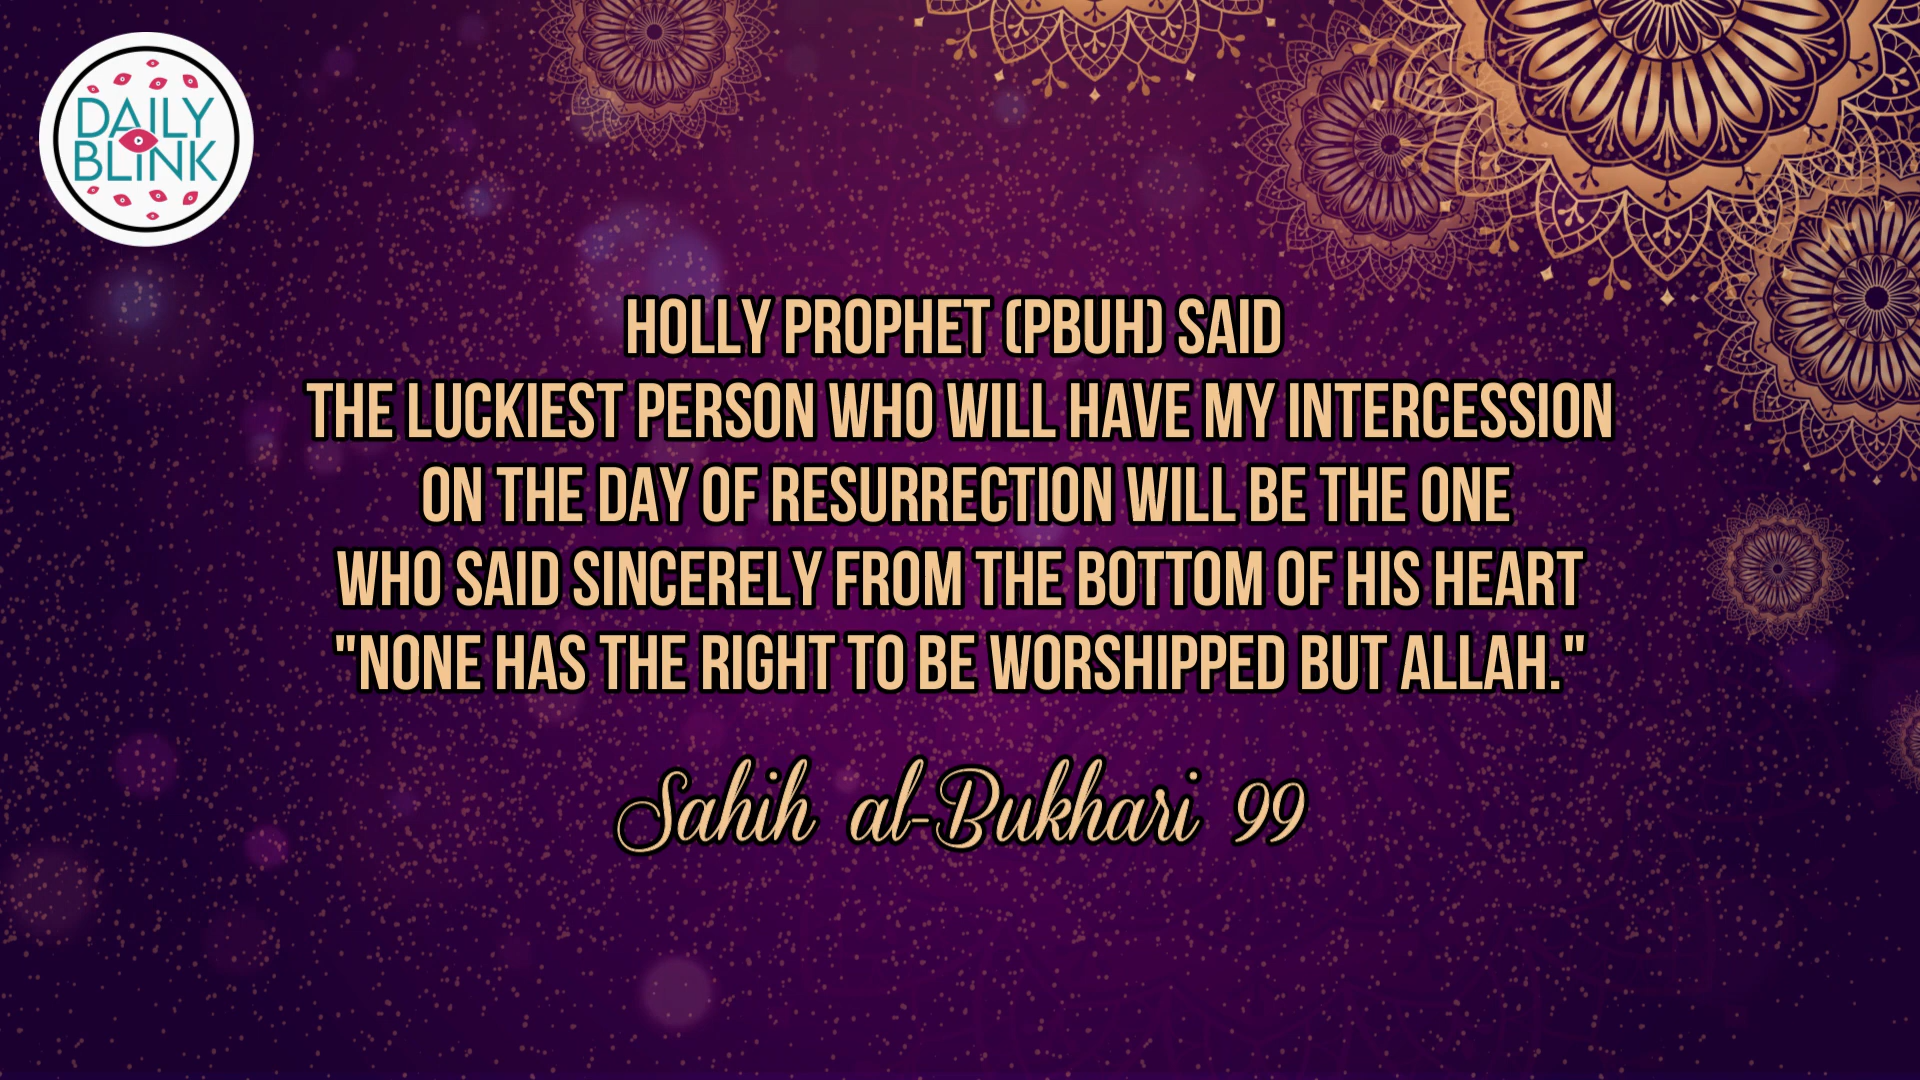 DAILY
BLINK
HOLLY PROPHET (PBUH) SAID
THE LUCKIEST PERSON WHO WILL HAVE MY INTERCESSION
ON THE DAY OF RESURRECTION WILL BE THE ONE
WHO SAID SINCERELY FROM THE BOTTOM OF HIS HEART
"NONE HAS THE RIGHT TO BE WORSHIPPED BUT ALLAH."
Sahih al-Bukhari 99